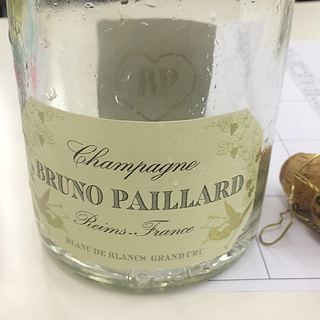 BP
Champagne
BRUNO PAILLARD
Reims-France
BLANC DE BLANCS GRAND CRU